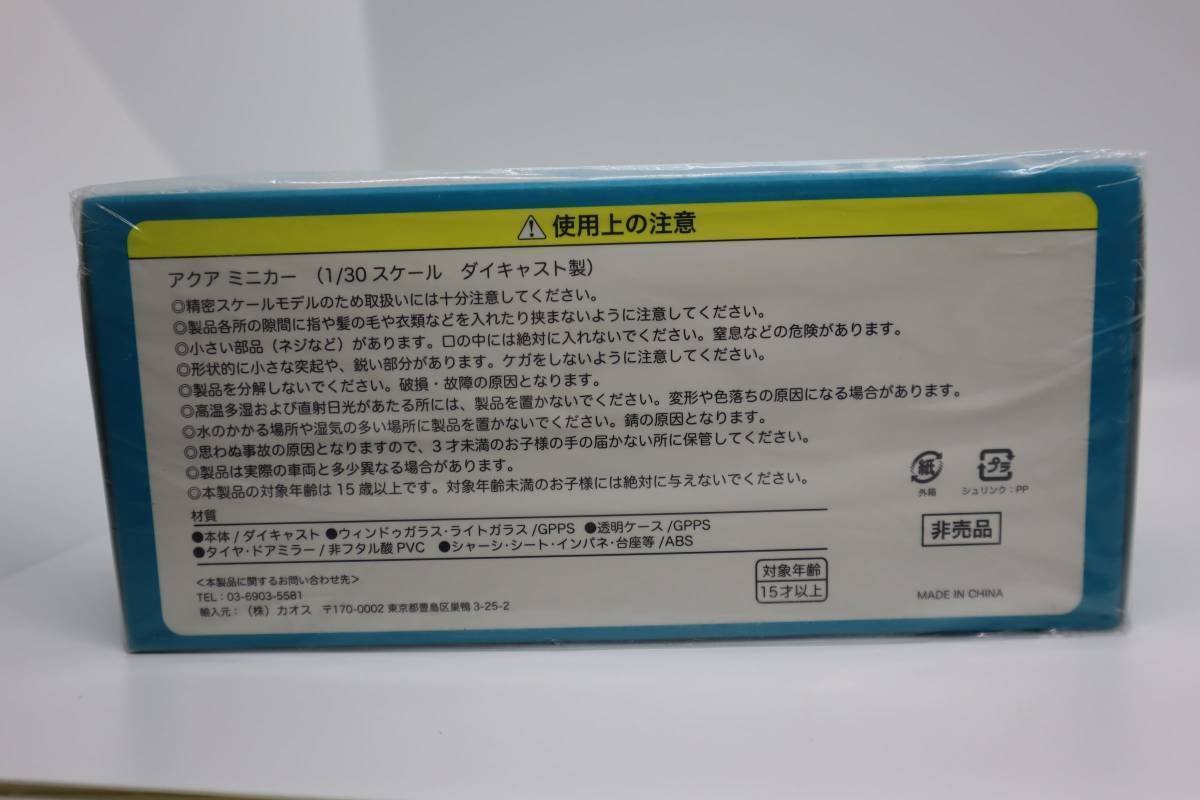 使用上の注意
アクア ミニカー （1/30 スケール　ダイキャスト製）
◎精密スケールモデルのため取扱いには十分注意してください。
◎製品各所の隙間に指や髪の毛や衣類などを入れたり挟まないように注意してください。
◎小さい部品（ネジなど）があります。口の中には絶対に入れないでください。窒息などの危険があります。
◎形状的に小さな突起や、鋭い部分があります。ケガをしないように注意してください。
◎製品を分解しないでください。破損・故障の原因となります。
◎高温多湿および直射日光があたる所には、製品を置かないでください。変形や色落ちの原因になる場合があります。
◎水のかかる場所や湿気の多い場所に製品を置かないでください。錆の原因となります。
◎思わぬ事故の原因となりますので、３才未満のお子様の手の届かない所に保管してください。
◎製品は実際の車両と多少異なる場合があります。
◎本製品の対象年齢は15歳以上です。対象年齢未満のお子様には絶対に与えないでください。
紙
プラ
外箱
シュリンク：PP
材質
●本体/ダイキャスト ●ウィンドゥガラス・ライトガラス/GPPS ●透明ケース/GPPS
●タイヤ・ドアミラー/非フタル酸PVC ●シャーシ・シート・インパネ・台座等/ABS
非売品
＜本製品に関するお問い合わせ先＞
TEL：03-6903-5581
輸入元：（株）カオス　〒170-0002 東京都豊島区巣鴨3-25-2
対象年齢
15才以上
MADE IN CHINA